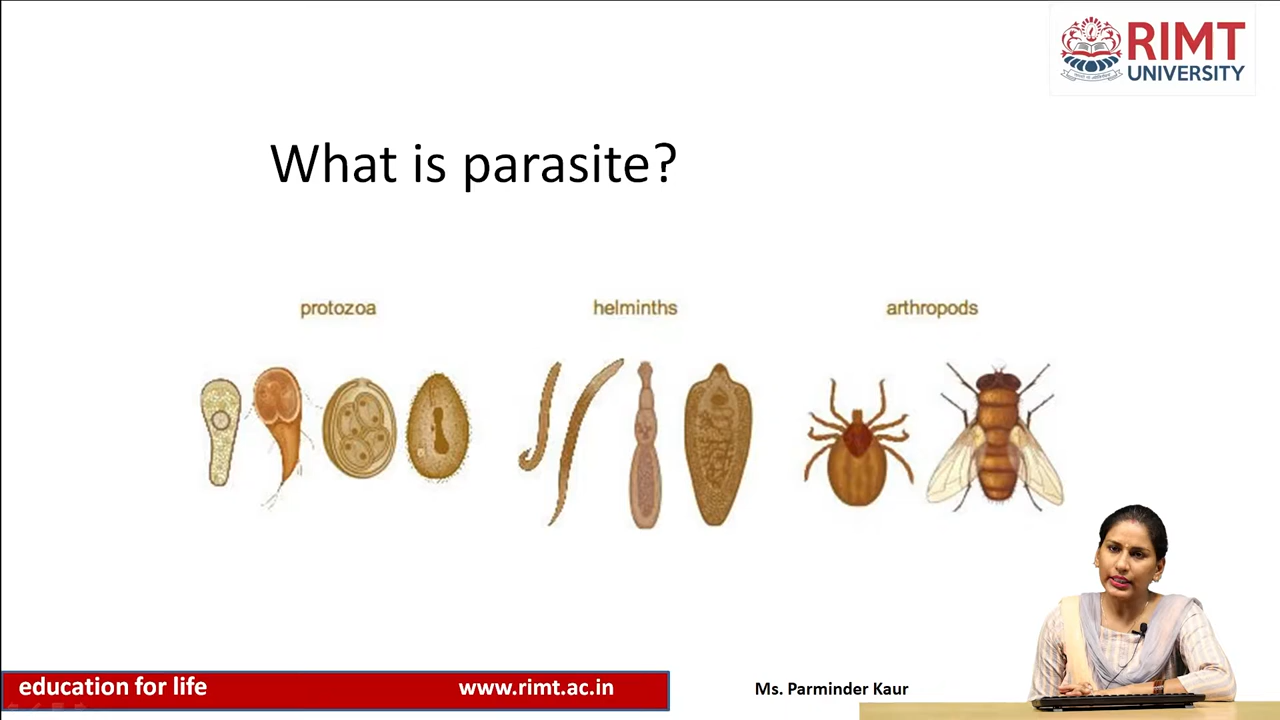 RIMT
UNIVERSITY
What is parasite?
protozoa
helminths
arthropods
education for life
www.rimt.ac.in
Ms. Parminder Kaur